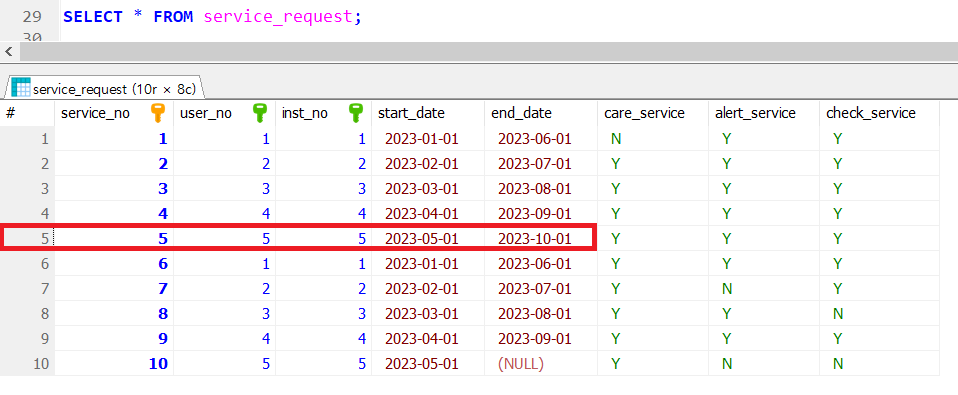 29 SELECT * FROM service_request;
30
<
service_request (10r × 8c)
# service_no user_no inst_no start_date end_date care_service alert_service check_service
1 1 1 1 2023-01-01 2023-06-01 N Y Y
2 2 2 2 2023-02-01 2023-07-01 Y Y Y
3 3 3 3 2023-03-01 2023-08-01 Y Y Y
4 4 4 4 2023-04-01 2023-09-01 Y Y Y
5 5 5 5 2023-05-01 2023-10-01 Y Y Y
6 6 1 1 2023-01-01 2023-06-01 Y Y Y
7 7 2 2 2023-02-01 2023-07-01 Y N Y
8 8 3 3 2023-03-01 2023-08-01 Y Y N
9 9 4 4 2023-04-01 2023-09-01 Y Y Y
10 10 5 5 2023-05-01 (NULL) Y N N